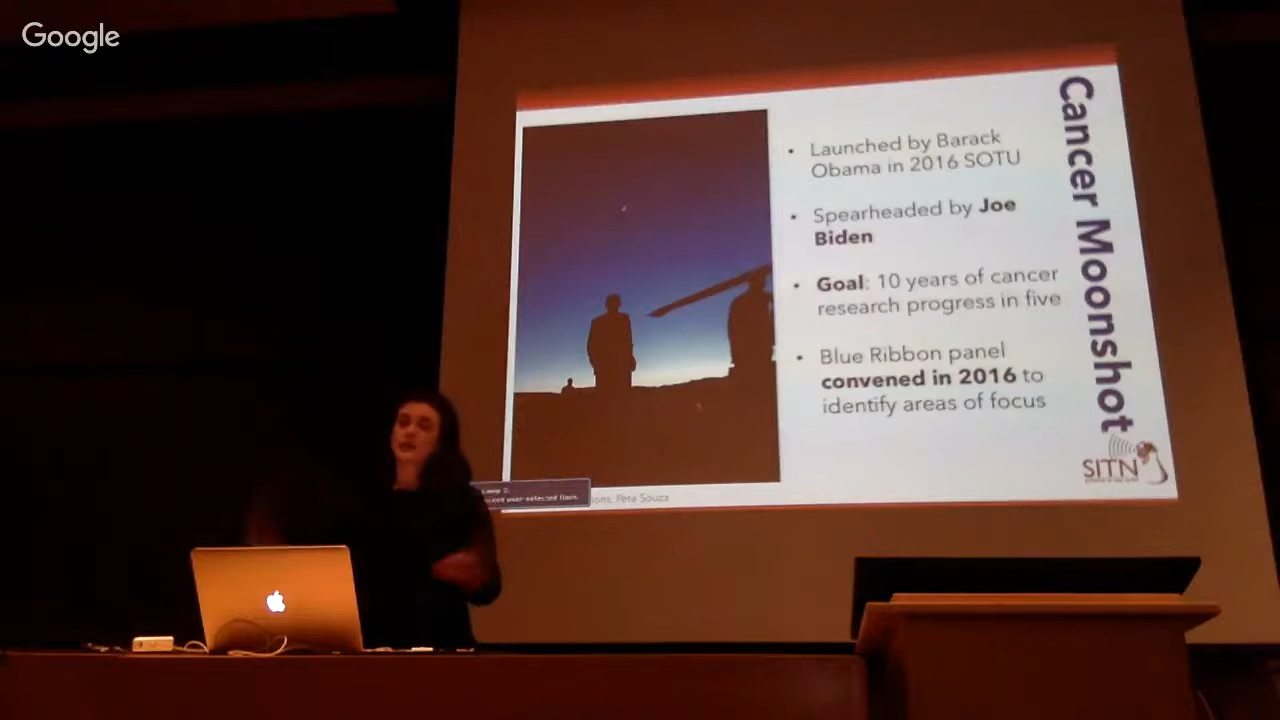 Google
Cancer Moonshot
• Launched by Barack
Obama in 2016 SOTU
• Spearheaded by Joe
Biden
• Goal: 10 years of cancer
research progress in five
• Blue Ribbon panel
convened in 2016 to
identify areas of focus
SITN
Pete Souza